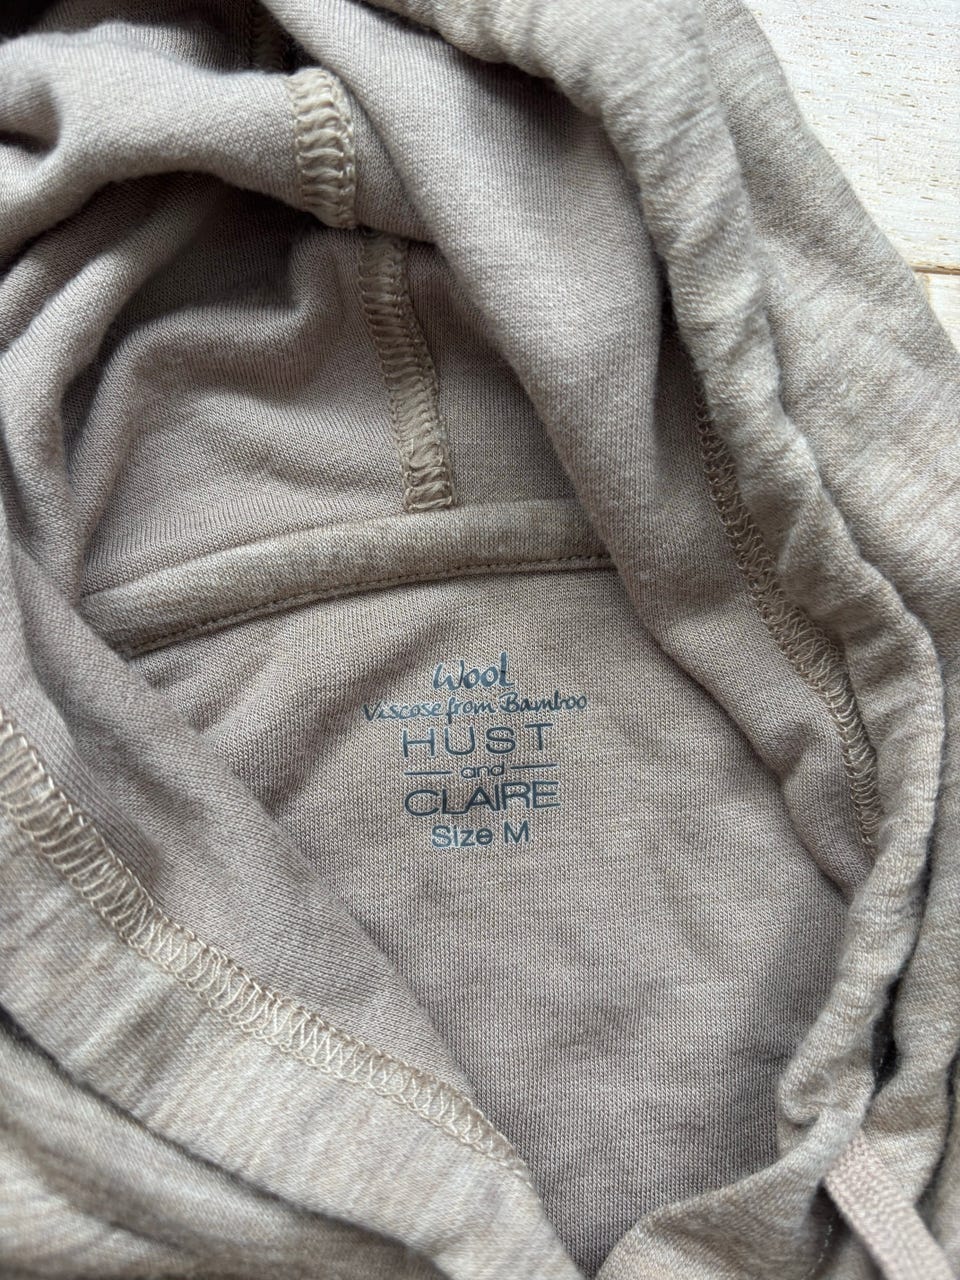 Wool
Viscose from Bamboo
HUST
and
CLAIRE
Size M